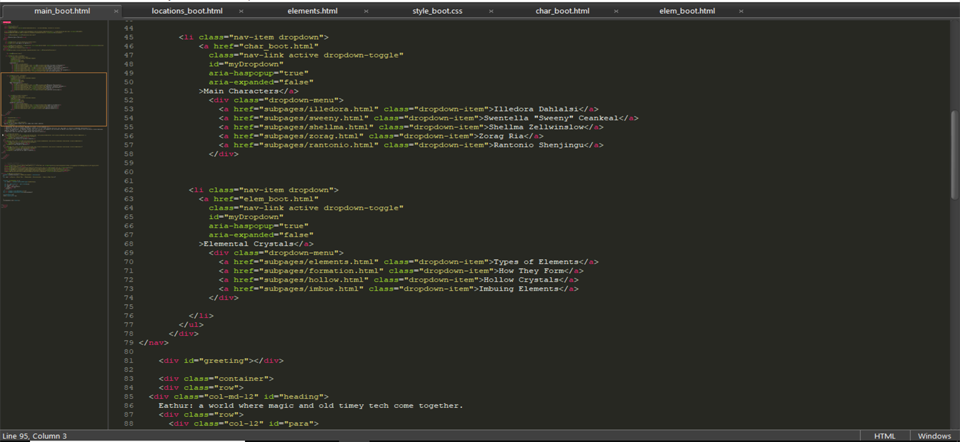 main_boot.html × locations_boot.html × elements.html × style_boot.css × char_boot.html × elem_boot.html ×
44
45 <li class="nav-item dropdown">
46 <a href="char_boot.html"
47 class="nav-link active dropdown-toggle"
48 id="myDropdown"
49 aria-haspopup="true"
50 aria-expanded="false"
51 >Main Characters</a>
52 <div class="dropdown-menu">
53 <a href="subpages/illedora.html" class="dropdown-item">Illedora Dahlalsi</a>
54 <a href="subpages/sweeny.html" class="dropdown-item">Swentella "Sweeny" Ceankeal</a>
55 <a href="subpages/shellma.html" class="dropdown-item">Shellma Zellwinslow</a>
56 <a href="subpages/zorag.html" class="dropdown-item">Zorag Ria</a>
57 <a href="subpages/rantonio.html" class="dropdown-item">Rantonio Shenjingu</a>
58 </div>
59
60
61
62 <li class="nav-item dropdown">
63 <a href="elem_boot.html"
64 class="nav-link active dropdown-toggle"
65 id="myDropdown"
66 aria-haspopup="true"
67 aria-expanded="false"
68 >Elemental Crystals</a>
69 <div class="dropdown-menu">
70 <a href="subpages/elements.html" class="dropdown-item">Types of Elements</a>
71 <a href="subpages/formation.html" class="dropdown-item">How They Form</a>
72 <a href="subpages/hollow.html" class="dropdown-item">Hollow Crystals</a>
73 <a href="subpages/imbue.html" class="dropdown-item">Imbuing Elements</a>
74 </div>
75
76 </li>
77 </ul>
78 </div>
79 </nav>
80
81 <div id="greeting"></div>
82
83 <div class="container">
84 <div class="row">
85 <div class="col-md-12" id="heading">
86 Eathur: a world where magic and old timey tech come together.
87 <div class="row">
88 <div class="col-12" id="para">
Line 95, Column 3 HTML Windows